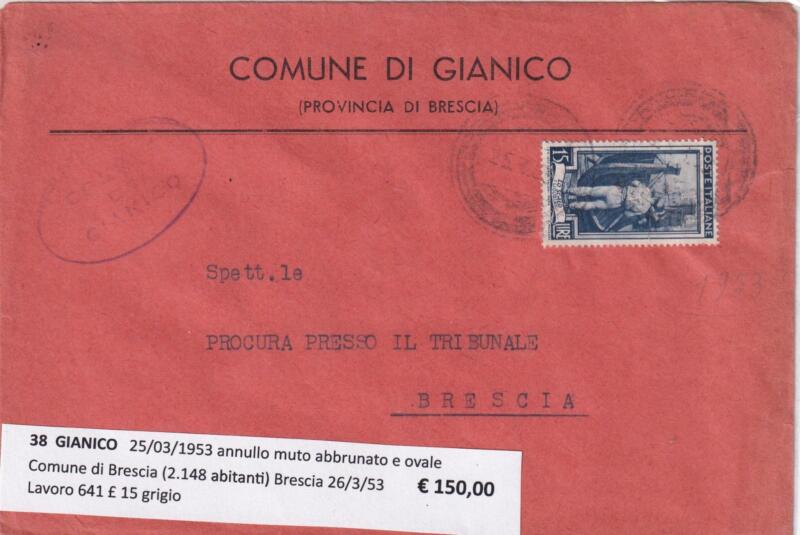 COMUNE DI GIANICO
(PROVINCIA DI BRESCIA)
GIANICO
15
POSTE ITALIANE
LIRE
Spett.le
1953
PROCURA PRESSO IL TRIBUNALE
BRESCIA
38 GIANICO 25/03/1953 annullo muto abbrunato e ovale
Comune di Brescia (2.148 abitanti) Brescia 26/3/53 € 150,00
Lavoro 641 £ 15 grigio